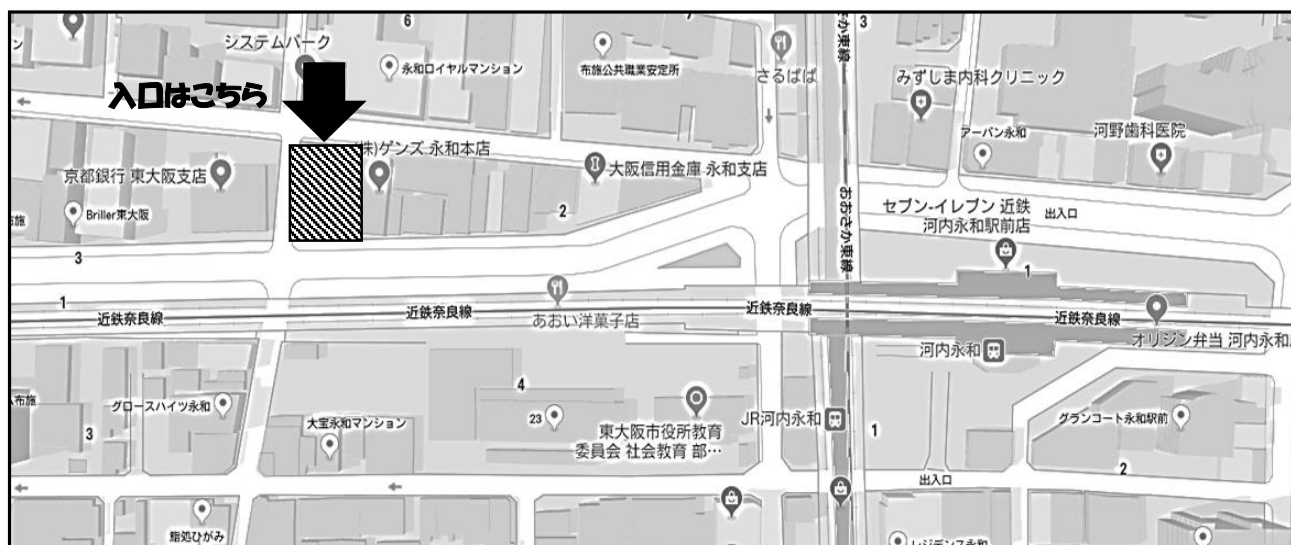 6
3
システムパーク
永和ロイヤルマンション
布施公共職業安定所
さるぱぱ
みずしま内科クリニック
入口はこちら
アーバン永和
河野歯科医院
(株)ゲンズ 永和本店
京都銀行 東大阪支店
大阪信用金庫 永和支店
Briller東大阪
2
セブン-イレブン 近鉄
河内永和駅前店
出入口
おおさか東線
3
1
1
近鉄奈良線
近鉄奈良線
近鉄奈良線
近鉄奈良線
あおい洋菓子店
河内永和
オリジン弁当 河内永和
4
グロースハイツ永和
大宝永和マンション
23
東大阪市役所教育
委員会 社会教育 部…
JR河内永和
グランコート永和駅前
3
1
2
出入口
鮨処ひがみ
レジデンス永和